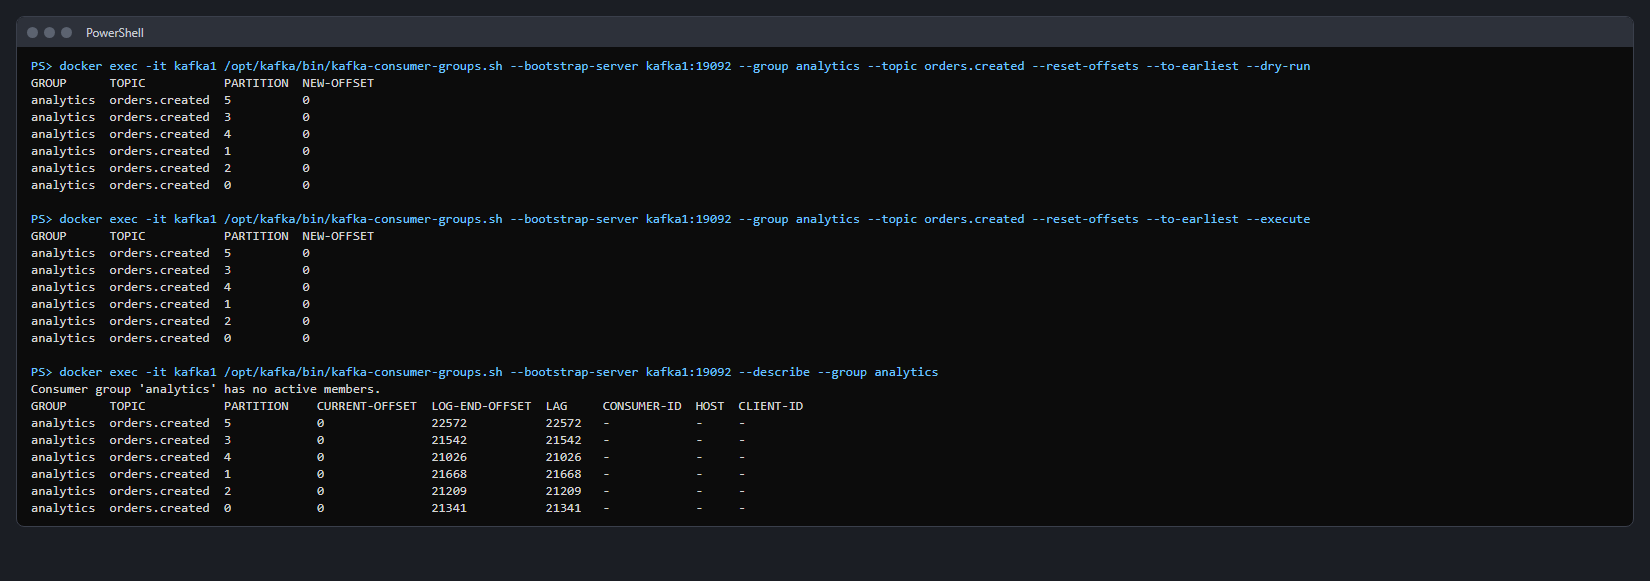 PowerShell
PS> docker exec -it kafka1 /opt/kafka/bin/kafka-consumer-groups.sh --bootstrap-server kafka1:19092 --group analytics --topic orders.created --reset-offsets --to-earliest --dry-run
GROUP TOPIC PARTITION NEW-OFFSET
analytics orders.created 5 0
analytics orders.created 3 0
analytics orders.created 4 0
analytics orders.created 1 0
analytics orders.created 2 0
analytics orders.created 0 0
PS> docker exec -it kafka1 /opt/kafka/bin/kafka-consumer-groups.sh --bootstrap-server kafka1:19092 --group analytics --topic orders.created --reset-offsets --to-earliest --execute
GROUP TOPIC PARTITION NEW-OFFSET
analytics orders.created 5 0
analytics orders.created 3 0
analytics orders.created 4 0
analytics orders.created 1 0
analytics orders.created 2 0
analytics orders.created 0 0
PS> docker exec -it kafka1 /opt/kafka/bin/kafka-consumer-groups.sh --bootstrap-server kafka1:19092 --describe --group analytics
Consumer group 'analytics' has no active members.
GROUP TOPIC PARTITION CURRENT-OFFSET LOG-END-OFFSET LAG CONSUMER-ID HOST CLIENT-ID
analytics orders.created 5 0 22572 22572 - - -
analytics orders.created 3 0 21542 21542 - - -
analytics orders.created 4 0 21026 21026 - - -
analytics orders.created 1 0 21668 21668 - - -
analytics orders.created 2 0 21209 21209 - - -
analytics orders.created 0 0 21341 21341 - - -